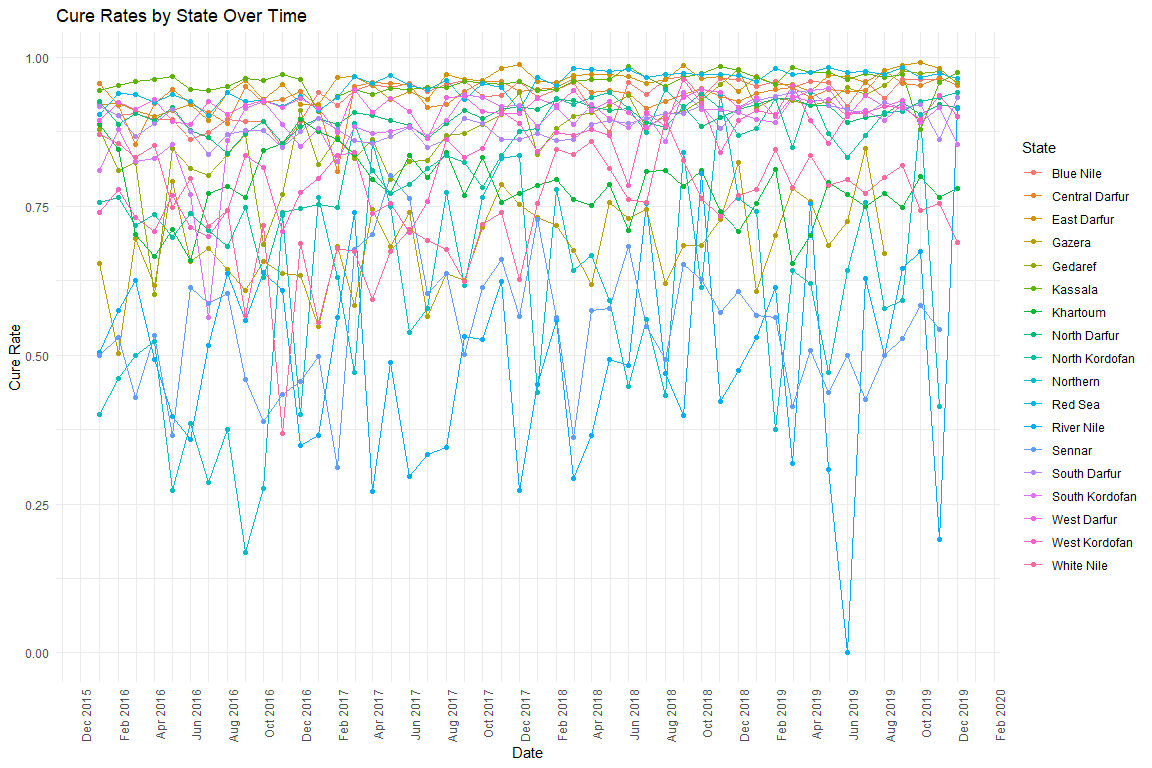 Cure Rates by State Over Time
1.00
0.75
0.50
0.25
0.00
Cure Rate
Dec 2015
Feb 2016
Apr 2016
Jun 2016
Aug 2016
Oct 2016
Dec 2016
Feb 2017
Apr 2017
Jun 2017
Aug 2017
Oct 2017
Dec 2017
Feb 2018
Apr 2018
Jun 2018
Aug 2018
Oct 2018
Dec 2018
Feb 2019
Apr 2019
Jun 2019
Aug 2019
Oct 2019
Dec 2019
Feb 2020
Date
State
Blue Nile
Central Darfur
East Darfur
Gazera
Gedaref
Kassala
Khartoum
North Darfur
North Kordofan
Northern
Red Sea
River Nile
Sennar
South Darfur
South Kordofan
West Darfur
West Kordofan
White Nile